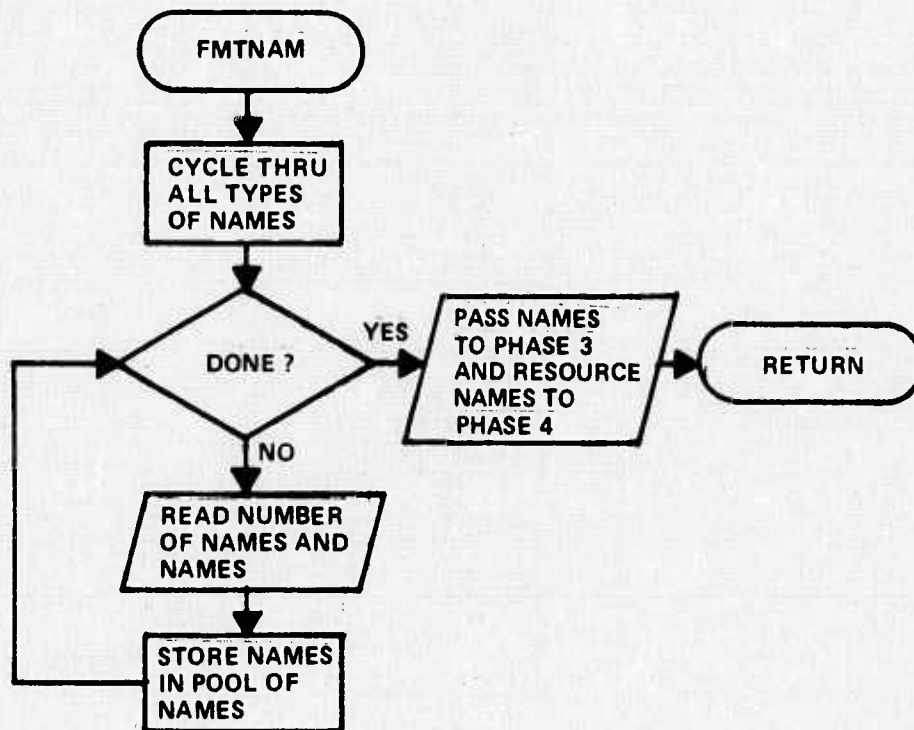 FMTNAM
CYCLE THRU
ALL TYPES
OF NAMES
DONE ?
YES
PASS NAMES
TO PHASE 3
AND RESOURCE
NAMES TO
PHASE 4
RETURN
NO
READ NUMBER
OF NAMES AND
NAMES
STORE NAMES
IN POOL OF
NAMES